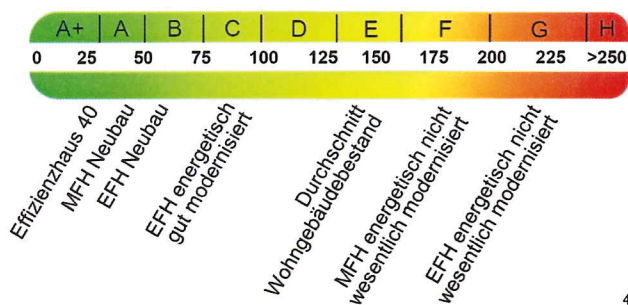 A+ A B C D E F G H
0 25 50 75 100 125 150 175 200 225 >250
Effizienzhaus 40
MFH Neubau
EFH Neubau
EFH energetisch
gut modernisiert
Durchschnitt
Wohngebäudebestand
MFH energetisch nicht
wesentlich modernisiert
EFH energetisch nicht
wesentlich modernisiert